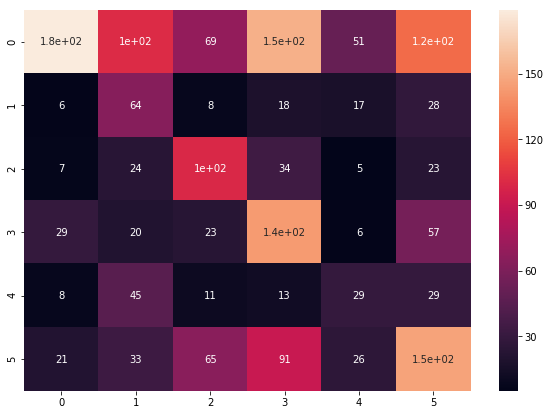 0 1.8e+02 1e+02 69 1.5e+02 51 1.2e+02
1 6 64 8 18 17 28
2 7 24 1e+02 34 5 23
3 29 20 23 1.4e+02 6 57
4 8 45 11 13 29 29
5 21 33 65 91 26 1.5e+02
0 1 2 3 4 5
150
120
90
60
30